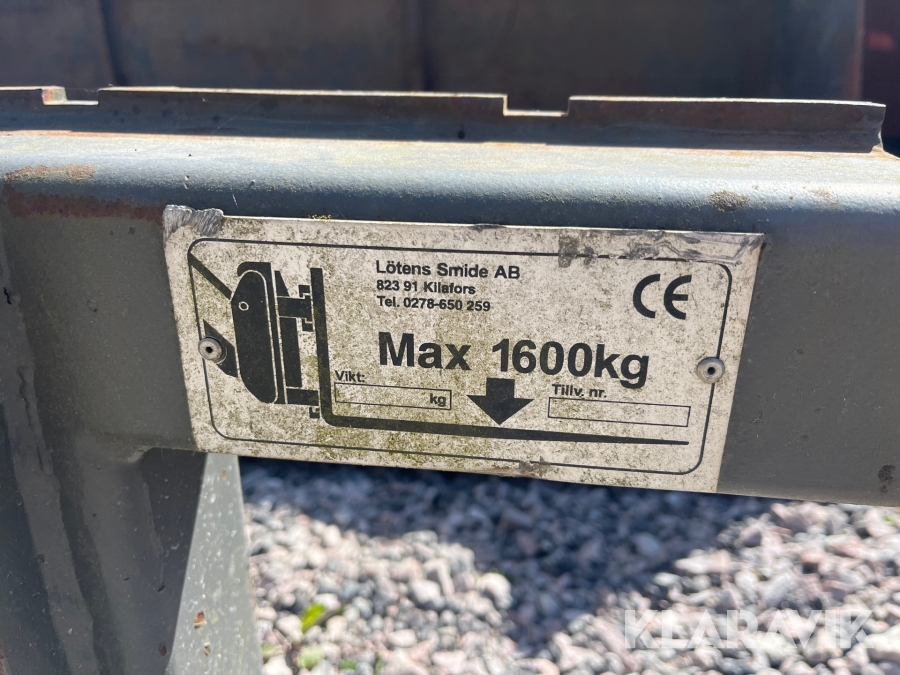 Lötens Smide AB
823 91 Kilafors
Tel. 0278-650 259
CE
Max 1600kg
Vikt:
kg
Tillv. nr.
KLARAVIK